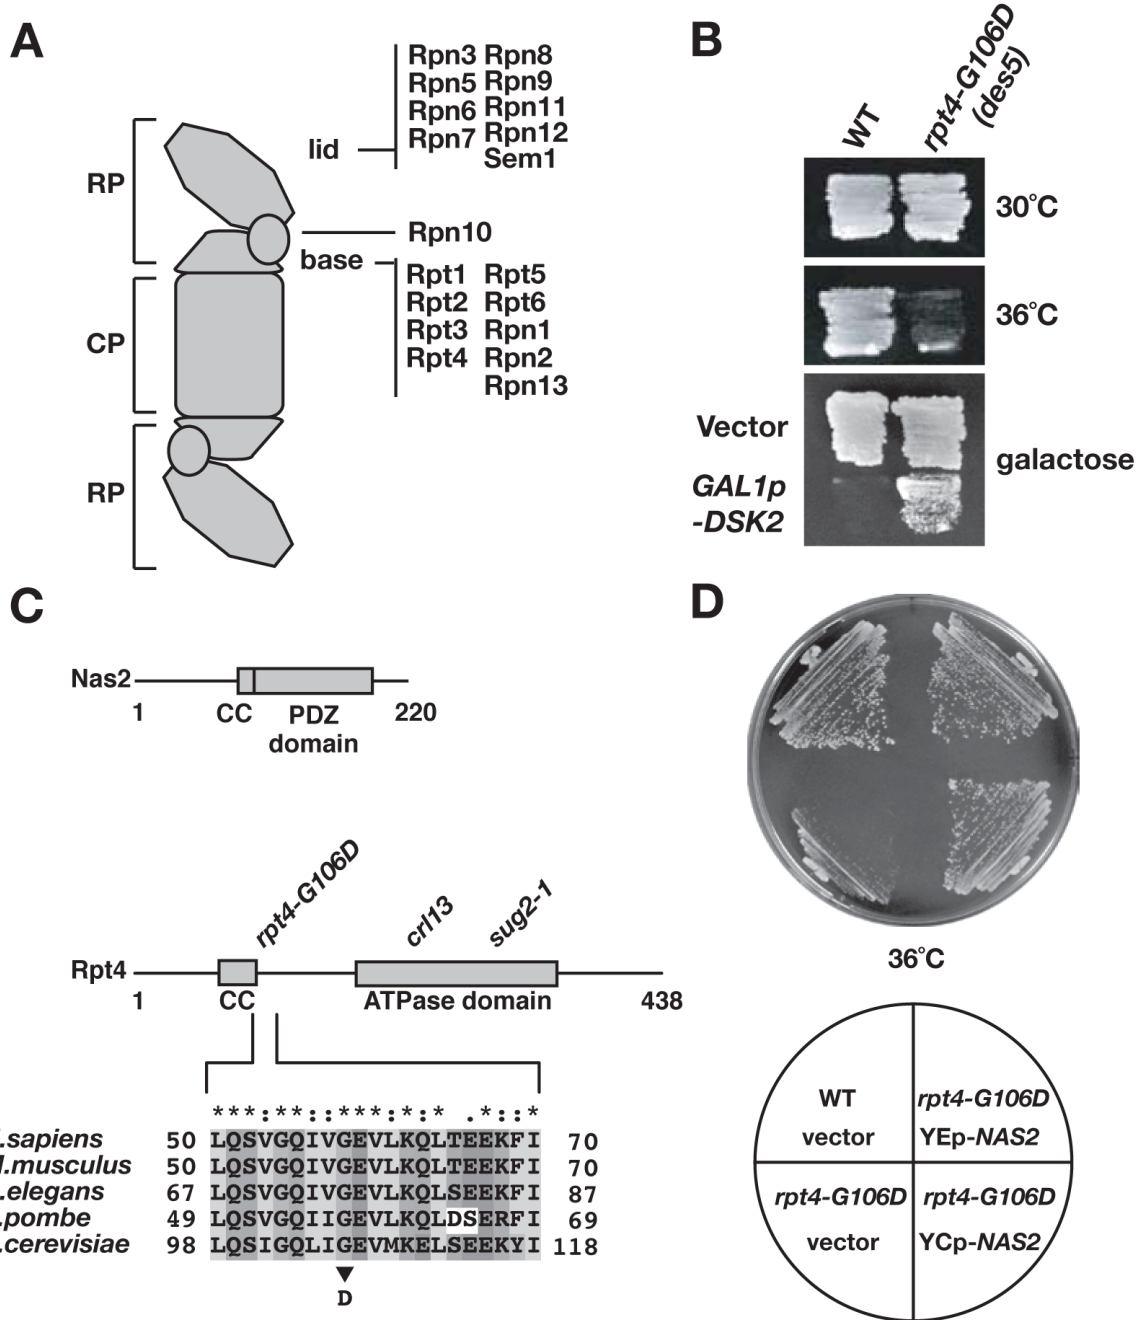 A
Rpn3 Rpn8
Rpn5 Rpn9
Rpn6 Rpn11
Rpn7 Rpn12
Sem1
lid
RP
Rpn10
base
Rpt1 Rpt5
Rpt2 Rpt6
Rpt3 Rpn1
Rpt4 Rpn2
Rpn13
CP
RP
B
WT
rpt4-G106D
(des5)
30°C
36°C
Vector
galactose
GAL1p
-DSK2
C
Nas2
1 CC PDZ 220
domain
rpt4-G106D
crl13
sug2-1
Rpt4
1 CC ATPase domain 438
***:**::***:*:* .*::*
.sapiens 50 LQSVGQIVGEVLKQLTEEKFI 70
.musculus 50 LQSVGQIVGEVLKQLTEEKFI 70
.elegans 67 LQSVGQIVGEVLKQLSEEKFI 87
.pombe 49 LQSVGQIIGEVLKQLDSERFI 69
.cerevisiae 98 LQSIGQLIGEVMKELSEEKYI 118
D
D
36°C
WT
vector
rpt4-G106D
YEp-NAS2
rpt4-G106D
vector
rpt4-G106D
YCp-NAS2